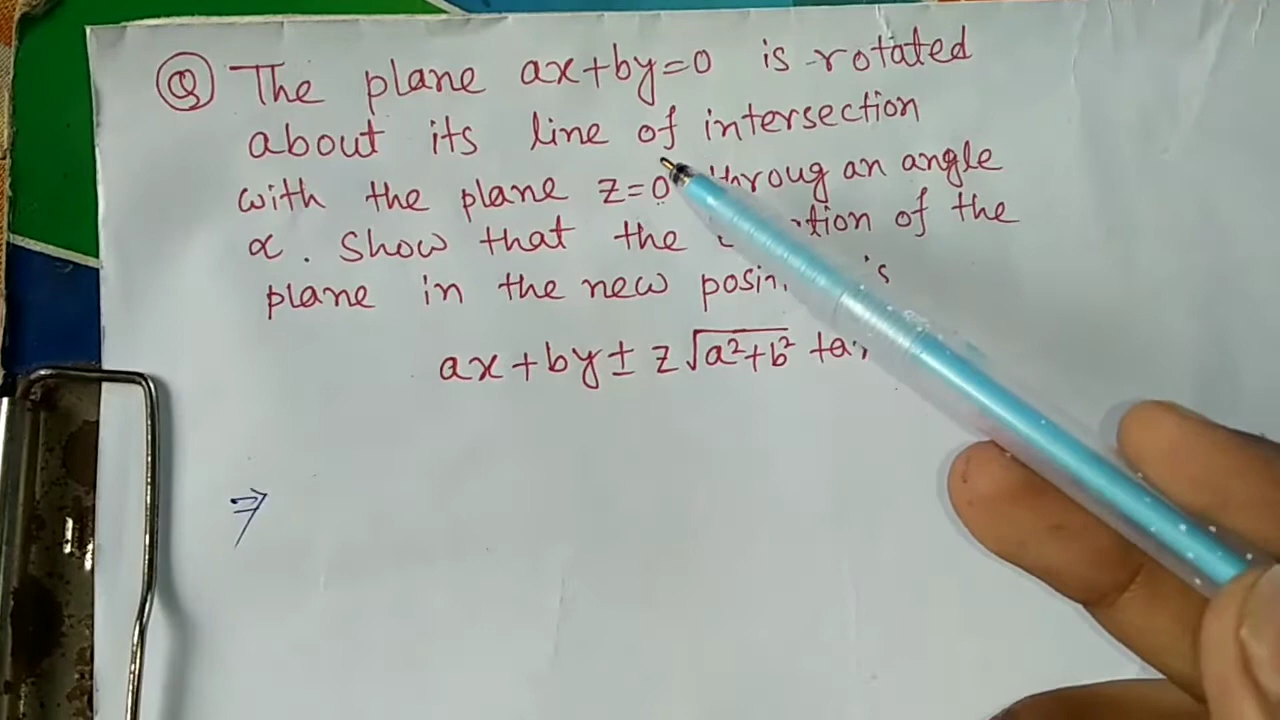 Q The plane ax+by=0 is rotated
about its line of intersection
with the plane z=0 throug an angle
α. Show that the of the
plane in the new
ax+by± z√a²+b²
⇒